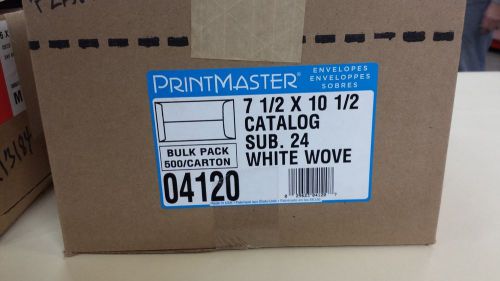 PRINTMASTER®
ENVELOPES
ENVELOPPES
SOBRES
7 1/2 X 10 1/2
CATALOG
SUB. 24
WHITE WOVE
BULK PACK
500/CARTON
04120